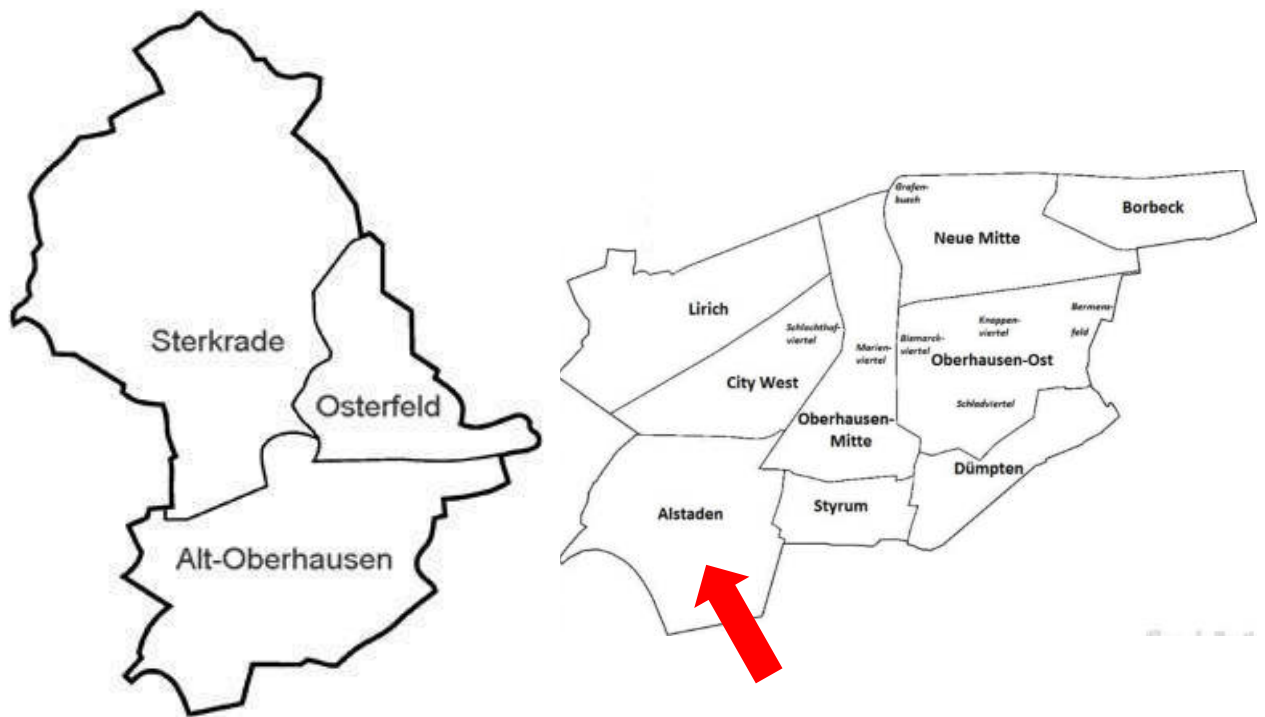 Sterkrade
Osterfeld
Alt-Oberhausen
Grafen-
busch
Borbeck
Neue Mitte
Lirich
Schlachthof-
viertel
Marien-
viertel
Bismarck-
viertel
Knappen-
viertel
Bermens-
feld
Oberhausen-Ost
City West
Schladviertel
Oberhausen-
Mitte
Dümpten
Styrum
Alstaden